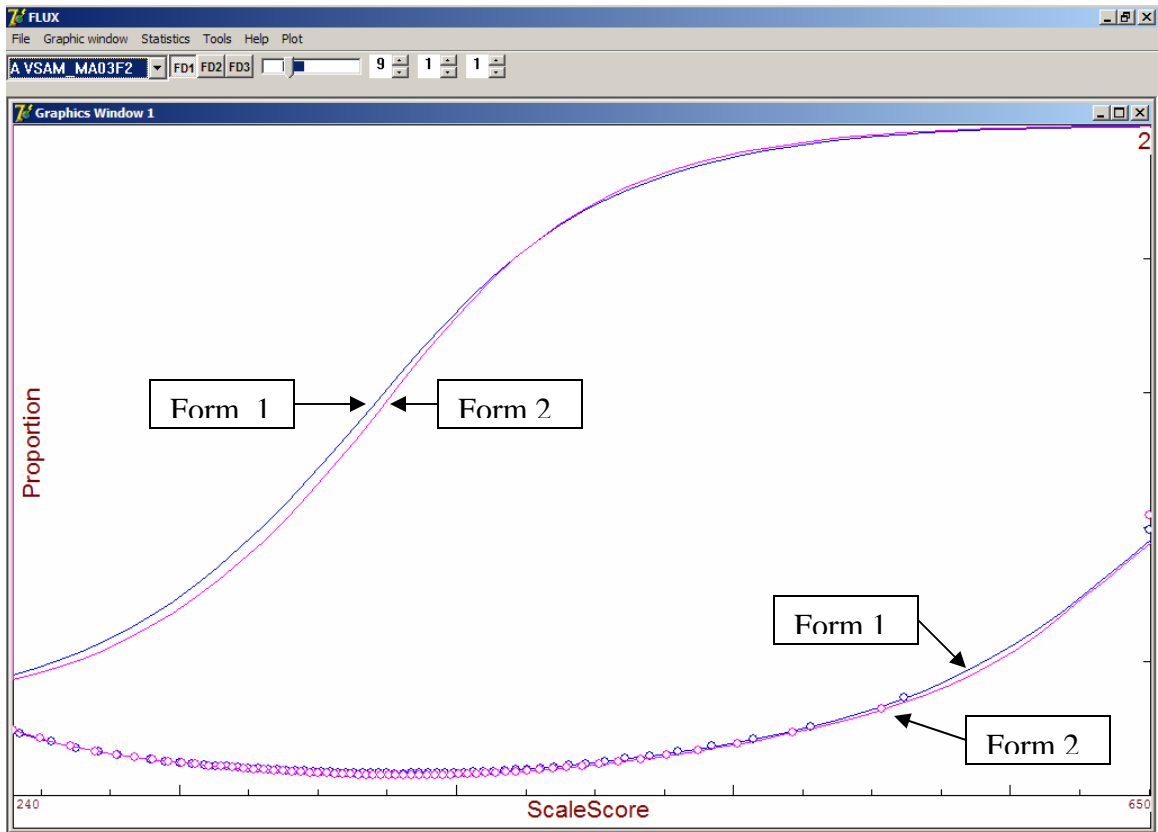 FLUX
File Graphic window Statistics Tools Help Plot
A VSAM_MA03F2 FD1 FD2 FD3 9 1 1
Graphics Window 1
2
Proportion
Form 1 Form 2
Form 1
Form 2
240 ScaleScore 650